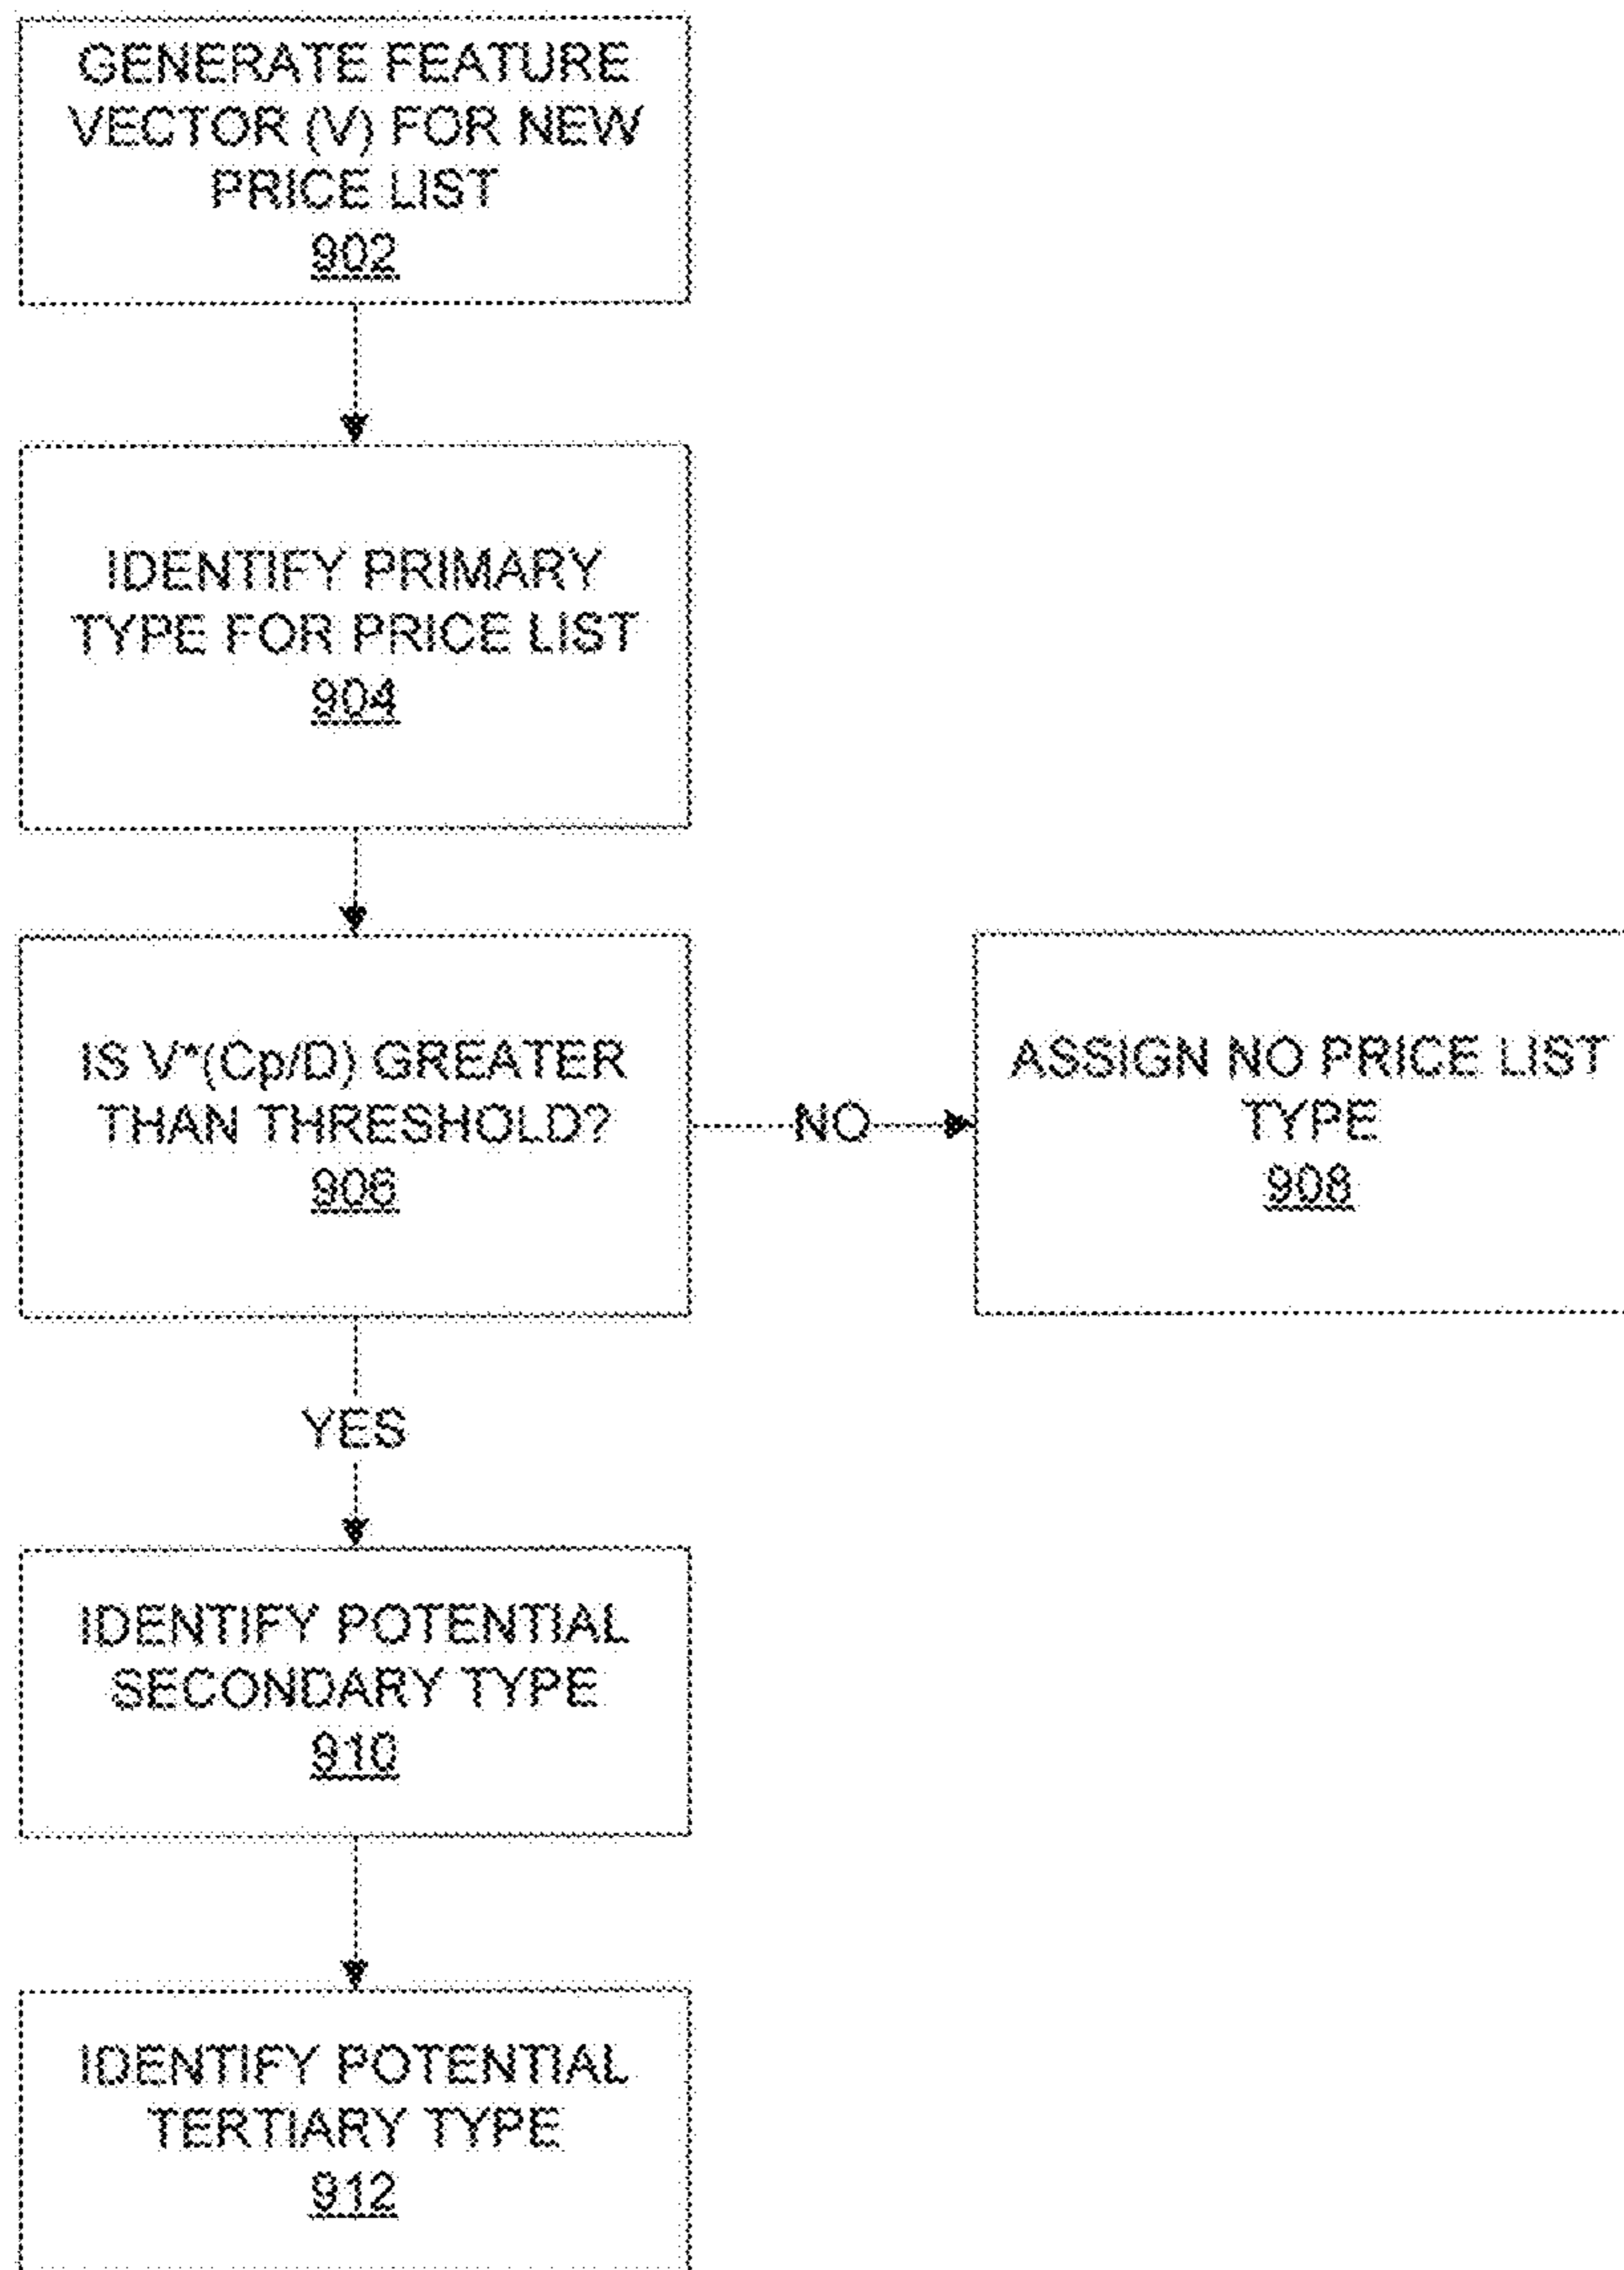 GENERATE FEATURE
VECTOR (V) FOR NEW
PRICE LIST
902
IDENTIFY PRIMARY
TYPE FOR PRICE LIST
904
IS V*(Cp/D) GREATER
THAN THRESHOLD?
906
NO
ASSIGN NO PRICE LIST
TYPE
908
YES
IDENTIFY POTENTIAL
SECONDARY TYPE
910
IDENTIFY POTENTIAL
TERTIARY TYPE
912